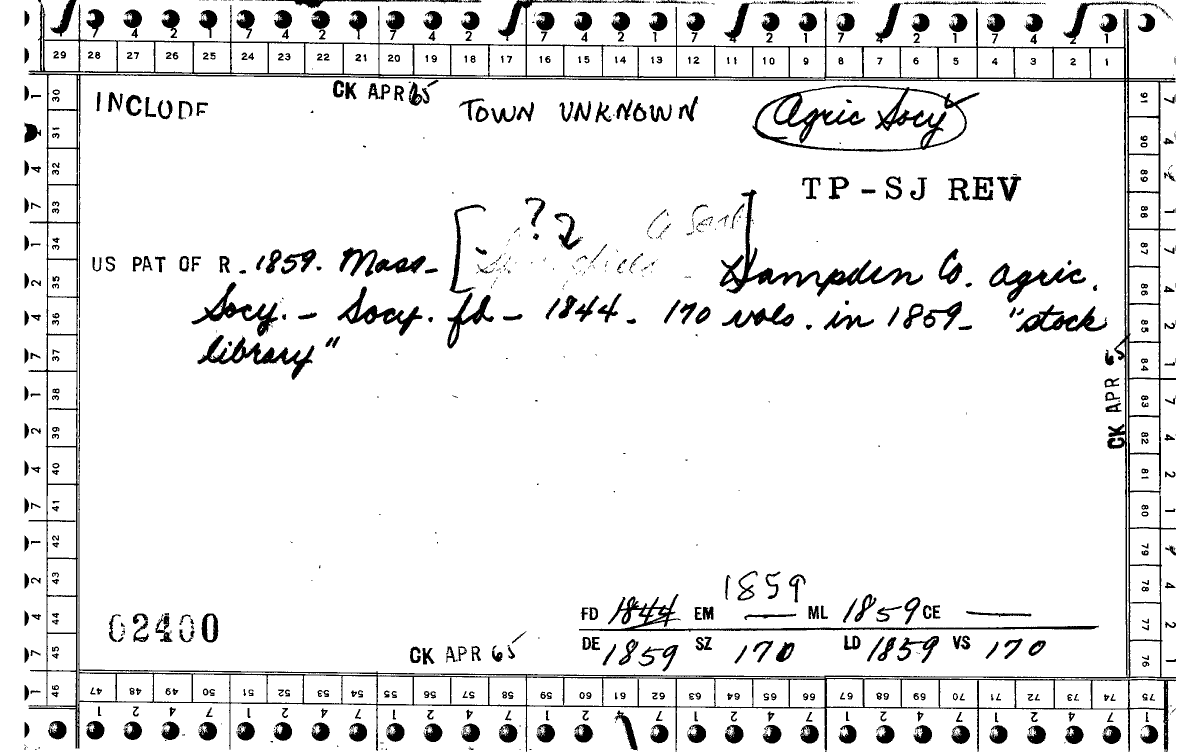 7 4 2 1 7 4 2 1 7 4 2 1 7 4 2 1 7 4 2 1 7 4 2 1
29 28 27 26 25 24 23 22 21 20 19 18 17 16 15 14 13 12 11 10 9 8 7 6 5 4 3 2 1
INCLUDE CK APR 65 TOWN UNKNOWN Agric Socy
TP-SJ REV
? 2
US PAT OF R. 1859. Mass. [Springfield -] Hampden Co. Agric.
Socy. - Socy. fd - 1844 - 170 vols. in 1859 - "stock
library"
CK APR 65
1859
FD 1844 EM — ML 1859 CE —
02400
DE 1859 SZ 170 LD 1859 VS 170
CK APR 65
30 31 32 33 34 35 36 37 38 39 40 41 42 43 44 45 46
91 90 89 88 87 86 85 84 83 82 81 80 79 78 77 76
47 48 49 50 51 52 53 54 55 56 57 58 59 60 61 62 63 64 65 66 67 68 69 70 71 72 73 74 75